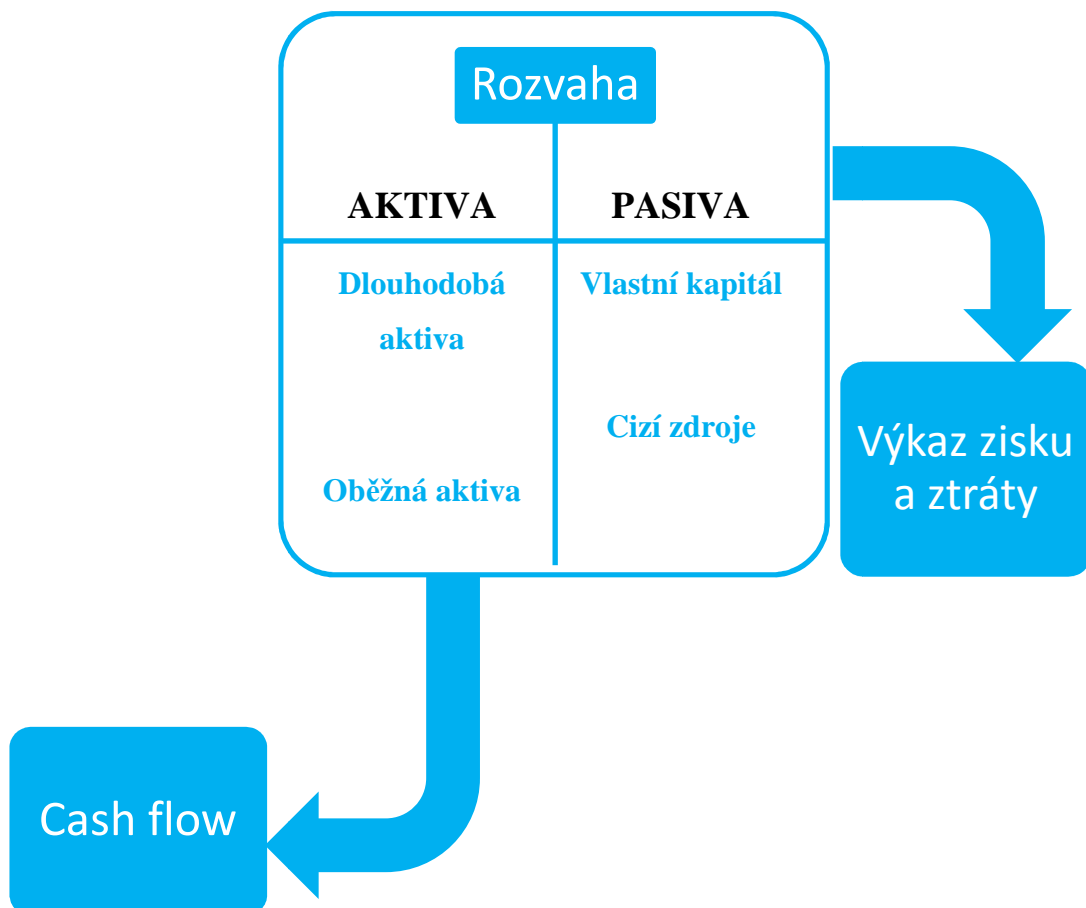 Rozvaha
AKTIVA
PASIVA
Dlouhodobá
aktiva
Vlastní kapitál
Cizí zdroje
Oběžná aktiva
Výkaz zisku
a ztráty
Cash flow